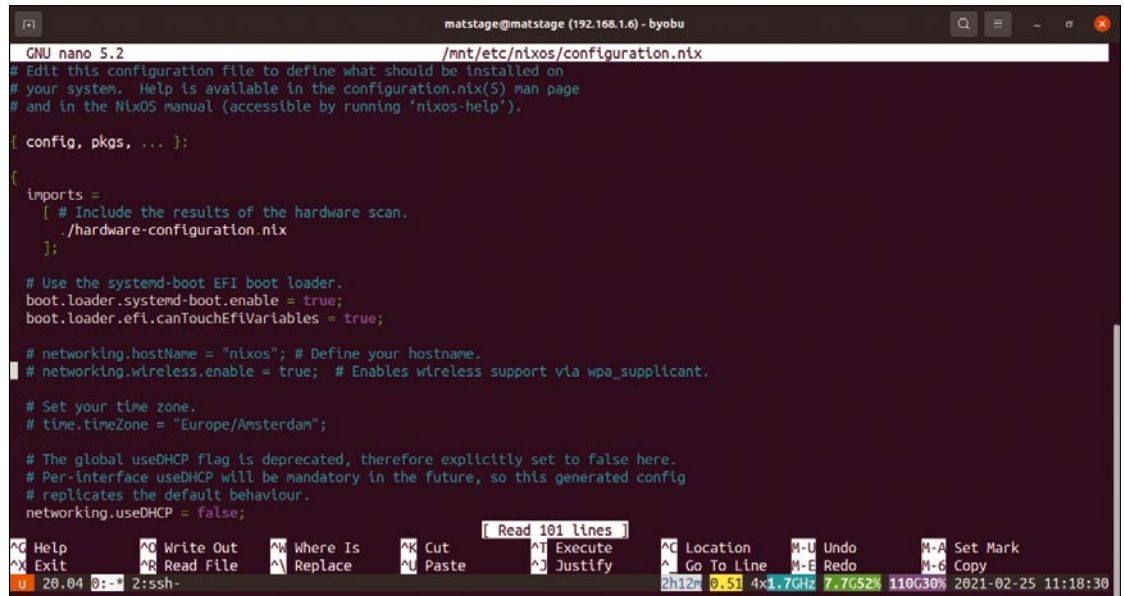 matstage@matstage (192.168.1.6) - byobu
GNU nano 5.2 /mnt/etc/nixos/configuration.nix
# Edit this configuration file to define what should be installed on
# your system.  Help is available in the configuration.nix(5) man page
# and in the NixOS manual (accessible by running ‘nixos-help’).
{ config, pkgs, ... }:
{
imports =
[ # Include the results of the hardware scan.
./hardware-configuration.nix
];
# Use the systemd-boot EFI boot loader.
boot.loader.systemd-boot.enable = true;
boot.loader.efi.canTouchEfiVariables = true;
# networking.hostName = "nixos"; # Define your hostname.
# networking.wireless.enable = true;  # Enables wireless support via wpa_supplicant.
# Set your time zone.
# time.timeZone = "Europe/Amsterdam";
# The global useDHCP flag is deprecated, therefore explicitly set to false here.
# Per-interface useDHCP will be mandatory in the future, so this generated config
# replicates the default behaviour.
networking.useDHCP = false;
[ Read 101 lines ]
^G Help ^O Write Out ^W Where Is ^K Cut ^T Execute ^C Location M-U Undo M-A Set Mark
^X Exit ^R Read File ^\ Replace ^U Paste ^J Justify ^_ Go To Line M-E Redo M-6 Copy
u 20.04 0:-* 2:ssh- 2h12m 0.51 4x1.7GHz 7.7G52% 110G30% 2021-02-25 11:18:30